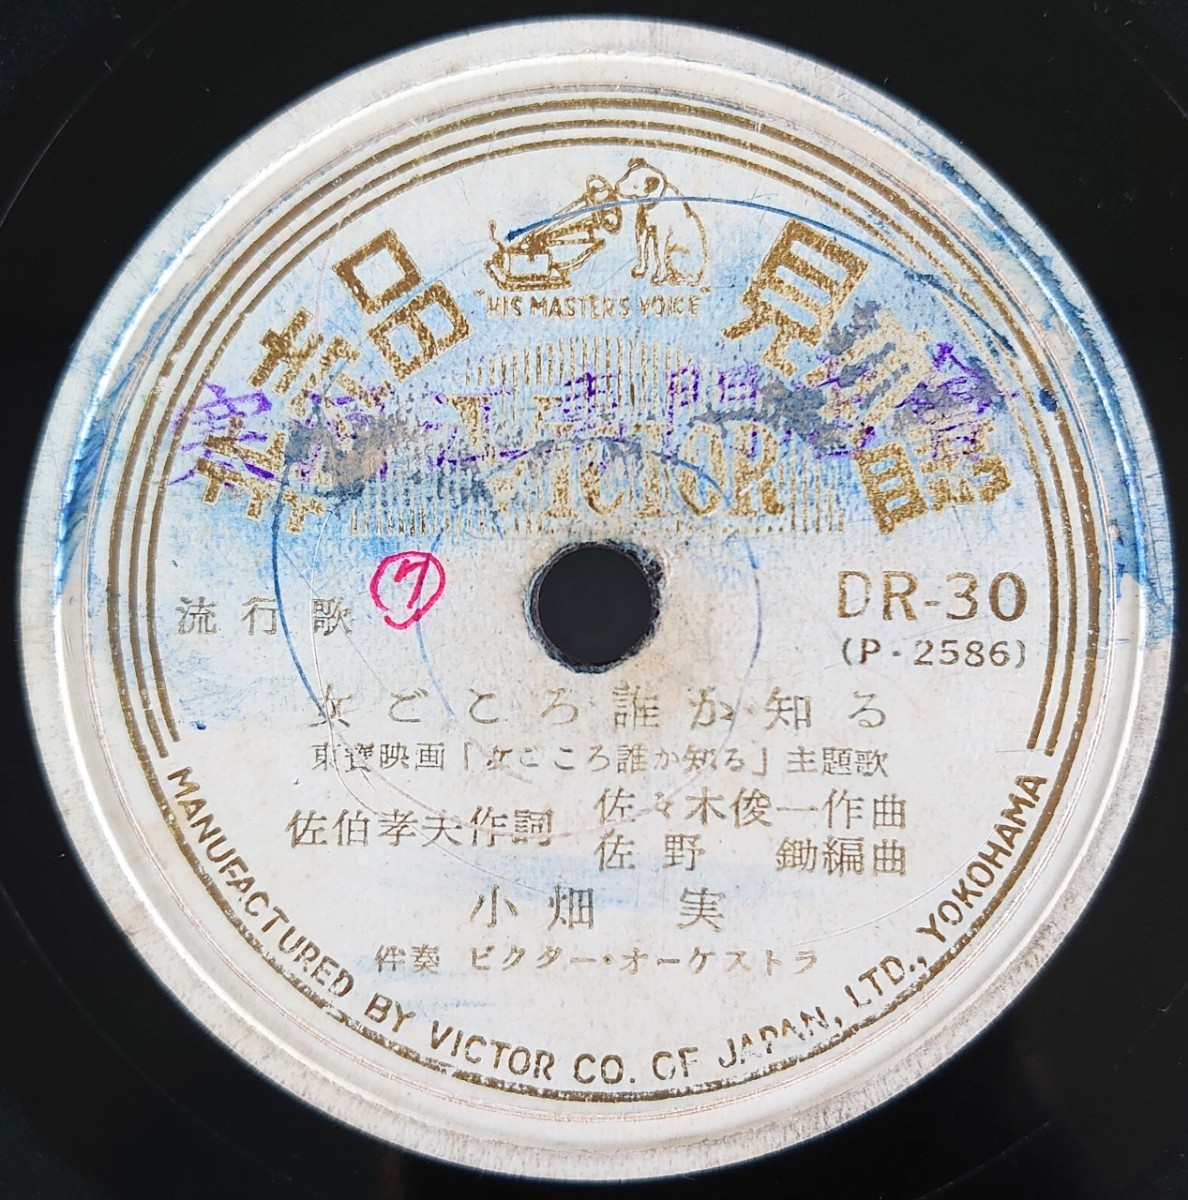 HIS MASTER'S VOICE
非売品 見本
VICTOR
流行歌 ⑦ DR-30
(P・2586)
女ごころ誰か知る
東寶映画「女ごころ誰か知る」主題歌
佐伯孝夫作詞 佐々木俊一作曲
佐野 鋤編曲
小畑 実
伴奏 ビクター・オーケストラ
MANUFACTURED BY VICTOR CO. OF JAPAN, LTD., YOKOHAMA